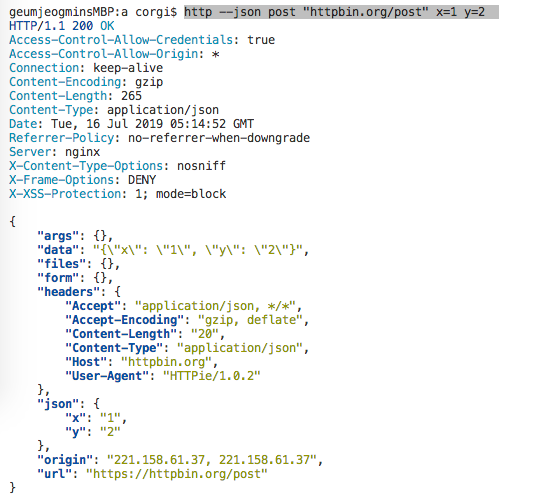 geumjeogminsMBP:a corgi$ http --json post "httpbin.org/post" x=1 y=2
HTTP/1.1 200 OK
Access-Control-Allow-Credentials: true
Access-Control-Allow-Origin: *
Connection: keep-alive
Content-Encoding: gzip
Content-Length: 265
Content-Type: application/json
Date: Tue, 16 Jul 2019 05:14:52 GMT
Referrer-Policy: no-referrer-when-downgrade
Server: nginx
X-Content-Type-Options: nosniff
X-Frame-Options: DENY
X-XSS-Protection: 1; mode=block

{
    "args": {},
    "data": "{\"x\": \"1\", \"y\": \"2\"}",
    "files": {},
    "form": {},
    "headers": {
        "Accept": "application/json, */*",
        "Accept-Encoding": "gzip, deflate",
        "Content-Length": "20",
        "Content-Type": "application/json",
        "Host": "httpbin.org",
        "User-Agent": "HTTPie/1.0.2"
    },
    "json": {
        "x": "1",
        "y": "2"
    },
    "origin": "221.158.61.37, 221.158.61.37",
    "url": "https://httpbin.org/post"
}